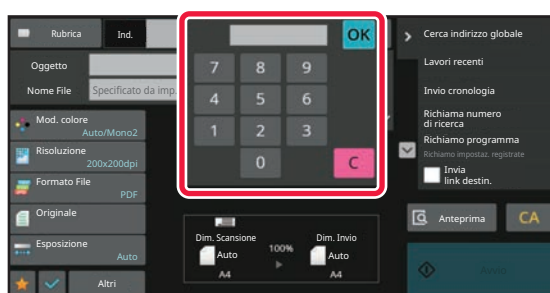 Rubrica
Ind.
OK
Cerca indirizzo globale
Oggetto
Lavori recenti
Nome File
Specificato da imp.
7 8 9
Invio cronologia
4 5 6
Mod. colore
Auto/Mono2
1 2 3
Richiama numero
di ricerca
Risoluzione
200x200dpi
0 C
Richiamo programma
Richiamo impostaz. registrate
Formato File
PDF
Invia
link destin.
Originale
Anteprima
CA
Esposizione
Auto
Dim. Scansione
Auto
A4
100%
Dim. Invio
Auto
A4
Altri